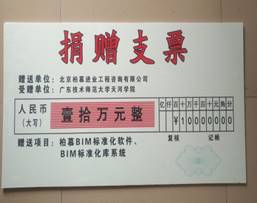 捐赠支票
赠送单位：北京柏慕进业工程咨询有限公司
受赠单位：广东技术师范大学天河学院
人民币
（大写）
壹拾万元整
亿仟百十万千百十元角分
¥10000000
复核 记帐
赠送项目：柏慕BIM标准化软件、
BIM标准化库系统